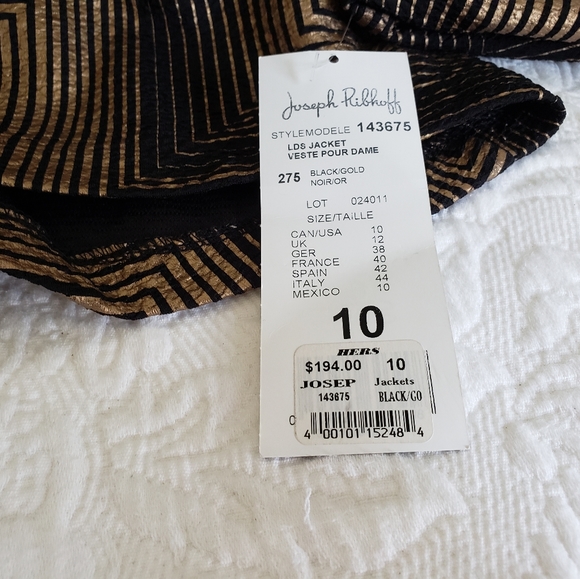 Joseph Ribkoff
STYLEMODELE 143675
LDS JACKET
VESTE POUR DAME
275 BLACK/GOLD
NOIR/OR
LOT 024011
SIZE/TAiLLE
CAN/USA 10
UK 12
GER 38
FRANCE 40
SPAIN 42
ITALY 44
MEXICO 10
10
HERS
$194.00 10
JOSEP Jackets
143675 BLACK/GO
4 00101 15248 4